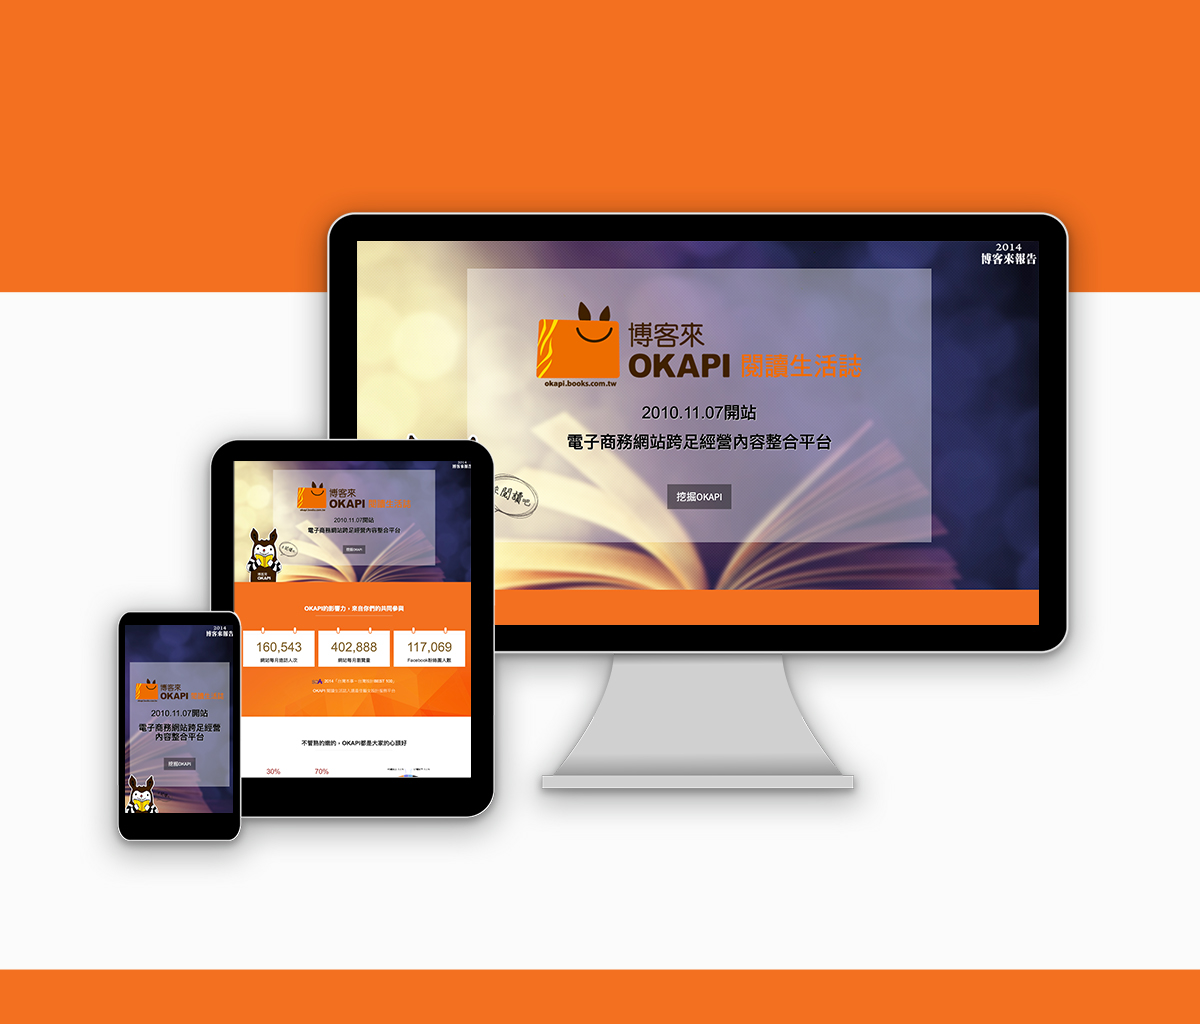 2014
博客來報告
博客來
OKAPI 閱讀生活誌
okapi.books.com.tw
2010.11.07開站
電子商務網站跨足經營內容整合平台
挖掘OKAPI
閱讀吧
2014
博客來報告
博客來
OKAPI 閱讀生活誌
2010.11.07開站
電子商務網站跨足經營內容整合平台
挖掘OKAPI
OKAPI
OKAPI的影響力，來自你們的共同參與
160,543
網站每月造訪人次
402,888
網站每月瀏覽量
117,069
Facebook粉絲團人數
不管熟的嫩的，OKAPI都是大家的心頭好
30%
70%
2014
博客來報告
博客來
OKAPI 閱讀生活誌
2010.11.07開站
電子商務網站跨足經營
內容整合平台
挖掘OKAPI